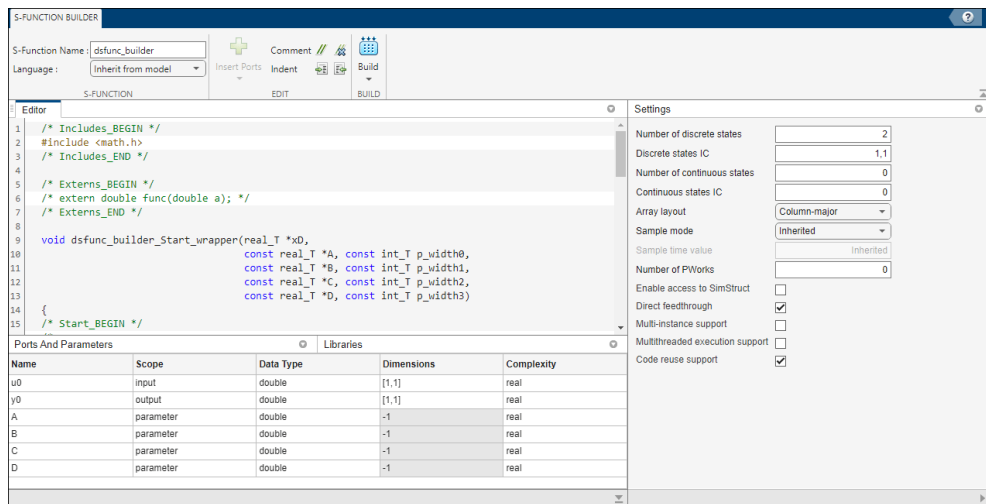 S-FUNCTION BUILDER
?
S-Function Name : dsfunc_builder
Language : Inherit from model
Insert Ports
Comment //
Indent
Build
S-FUNCTION
EDIT
BUILD
Editor
1 /* Includes_BEGIN */
2 #include <math.h>
3 /* Includes_END */
4
5 /* Externs_BEGIN */
6 /* extern double func(double a); */
7 /* Externs_END */
8
9 void dsfunc_builder_Start_wrapper(real_T *xD,
10 const real_T *A, const int_T p_width0,
11 const real_T *B, const int_T p_width1,
12 const real_T *C, const int_T p_width2,
13 const real_T *D, const int_T p_width3)
14 {
15 /* Start_BEGIN */
Settings
Number of discrete states 2
Discrete states IC 1,1
Number of continuous states 0
Continuous states IC 0
Array layout Column-major
Sample mode Inherited
Sample time value Inherited
Number of PWorks 0
Enable access to SimStruct
Direct feedthrough
Multi-instance support
Multithreaded execution support
Code reuse support
Ports And Parameters
Libraries
Name Scope Data Type Dimensions Complexity
u0 input double [1,1] real
y0 output double [1,1] real
A parameter double -1 real
B parameter double -1 real
C parameter double -1 real
D parameter double -1 real